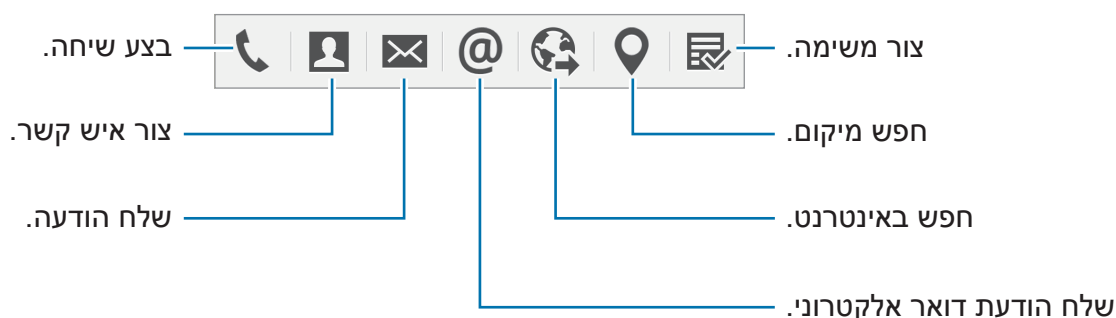 בצע שיחה.
צור משימה.
צור איש קשר.
חפש מיקום.
שלח הודעה.
חפש באינטרנט.
שלח הודעת דואר אלקטרוני.